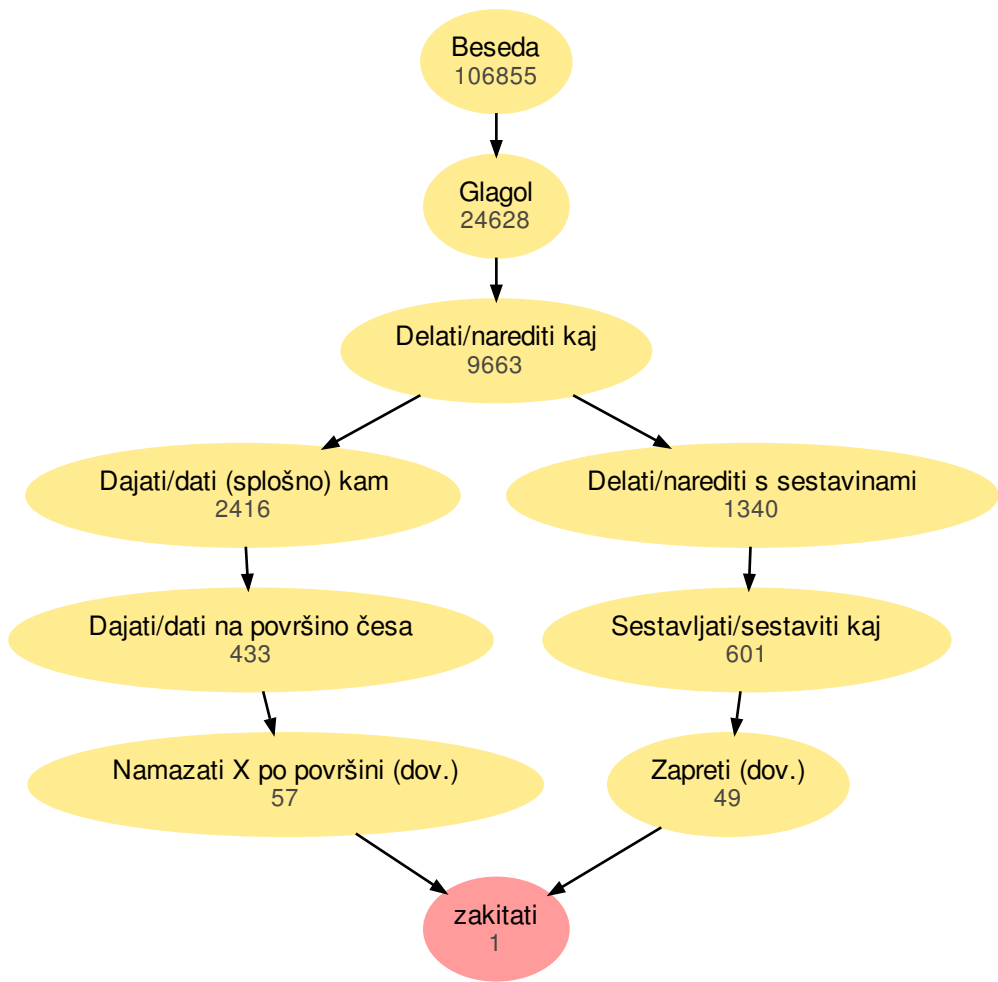 Beseda
106855
Glagol
24628
Delati/narediti kaj
9663
Dajati/dati (splošno) kam
2416
Delati/narediti s sestavinami
1340
Dajati/dati na površino česa
433
Sestavljati/sestaviti kaj
601
Namazati X po površini (dov.)
57
Zapreti (dov.)
49
zakitati
1